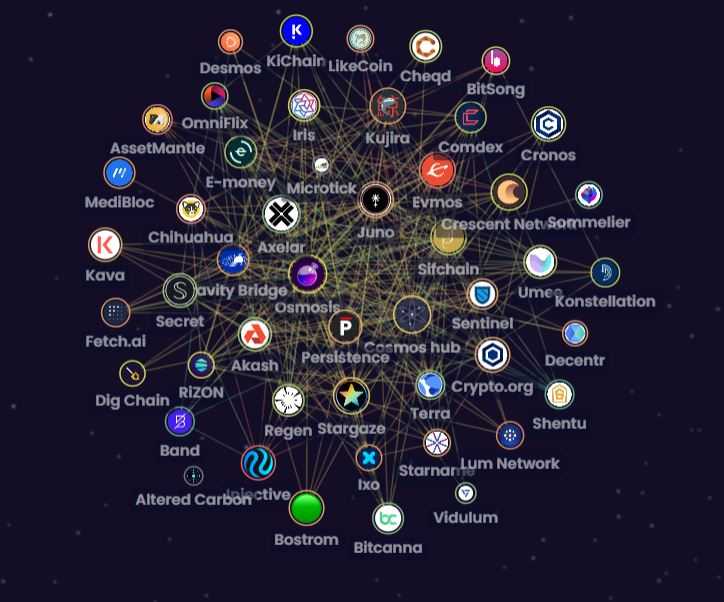 Desmos
KiChain
LikeCoin
Cheqd
BitSong
OmniFlix
Iris
Kujira
Comdex
Cronos
AssetMantle
E-money
Microtick
Evmos
MediBloc
Chihuahua
Axelar
Juno
Crescent Network
Sommelier
Kava
avity Bridge
Osmosis
Sifchain
Umee
Konstellation
Fetch.ai
Secret
Akash
Persistence
Cosmos hub
Sentinel
Decentr
Dig Chain
RiZON
Regen
Stargaze
Terra
Crypto.org
Shentu
Band
Altered Carbon
Injective
Ixo
Starname
Lum Network
Bostrom
Bitcanna
Vidulum